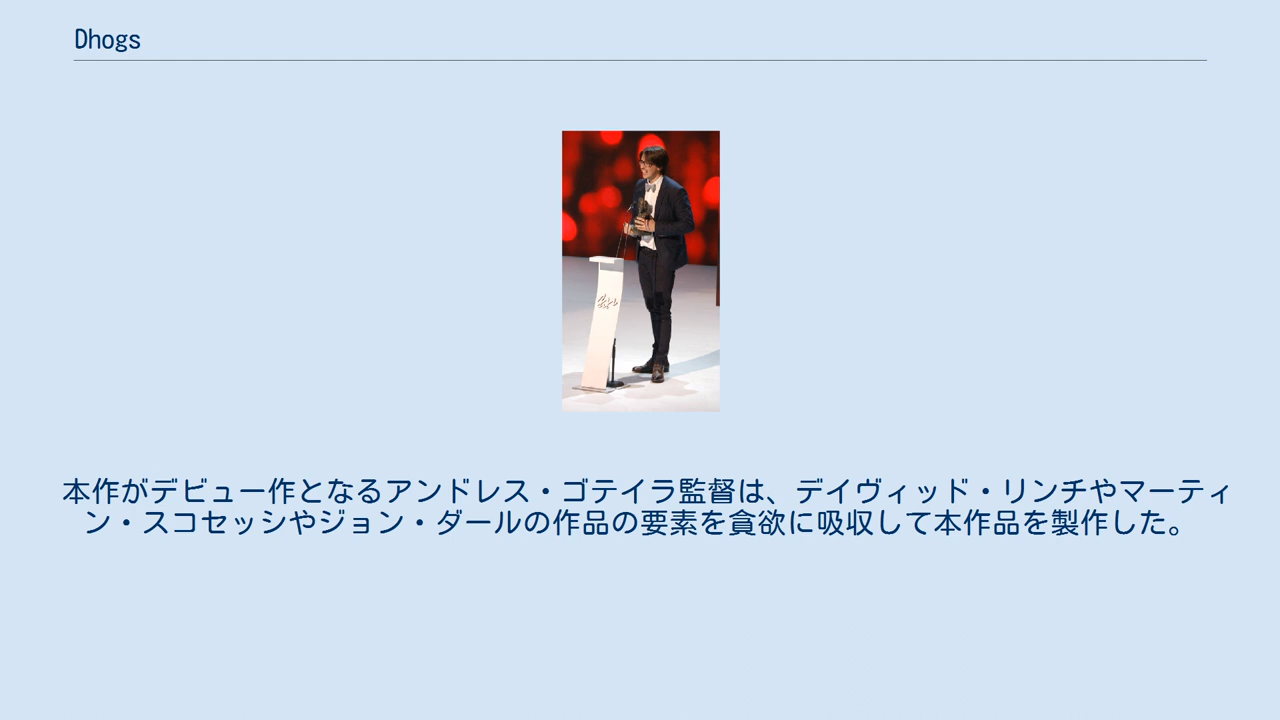 Dhogs
本作がデビュー作となるアンドレス・ゴテイラ監督は、デイヴィッド・リンチやマーティ
ン・スコセッシやジョン・ダールの作品の要素を貪欲に吸収して本作品を製作した。